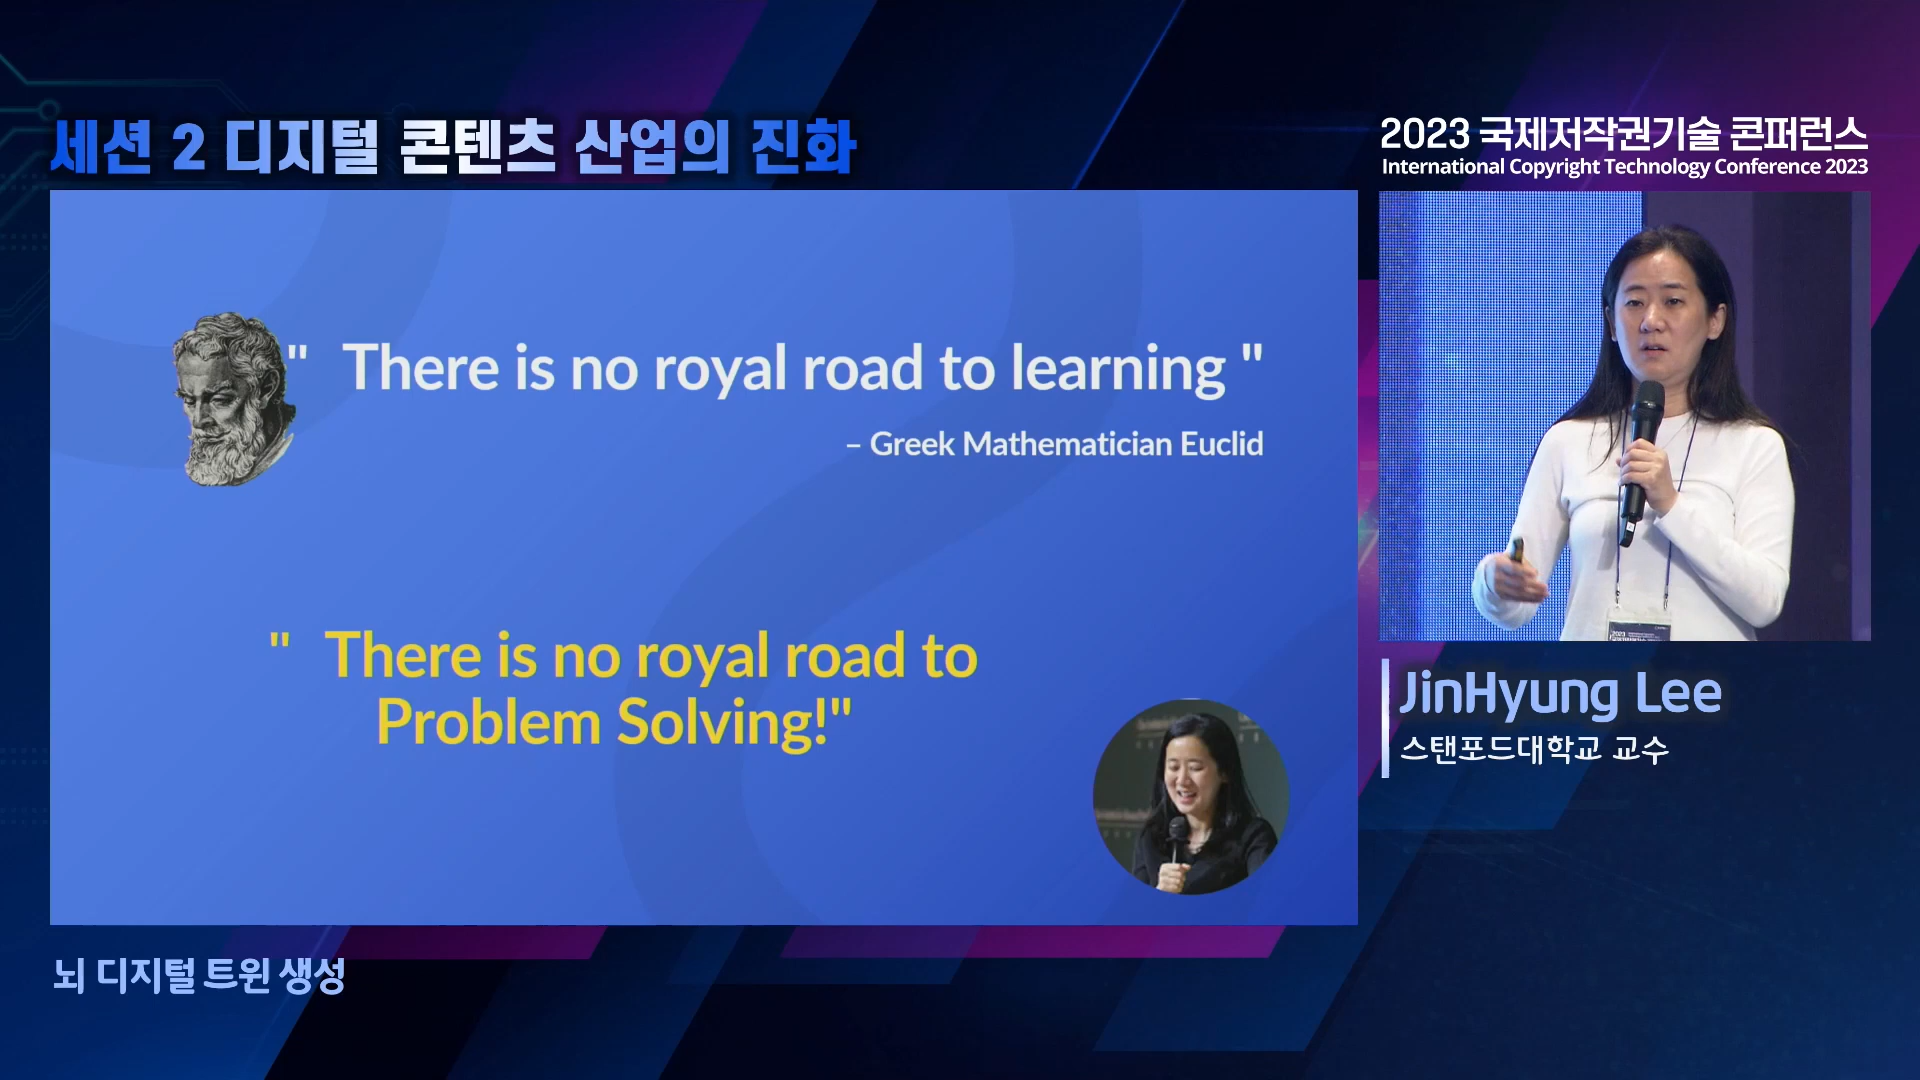 세션 2 디지털 콘텐츠 산업의 진화
2023 국제저작권기술 콘퍼런스
International Copyright Technology Conference 2023
" There is no royal road to learning "
– Greek Mathematician Euclid
" There is no royal road to
Problem Solving!"
JinHyung Lee
스탠포드대학교 교수
뇌 디지털 트윈 생성